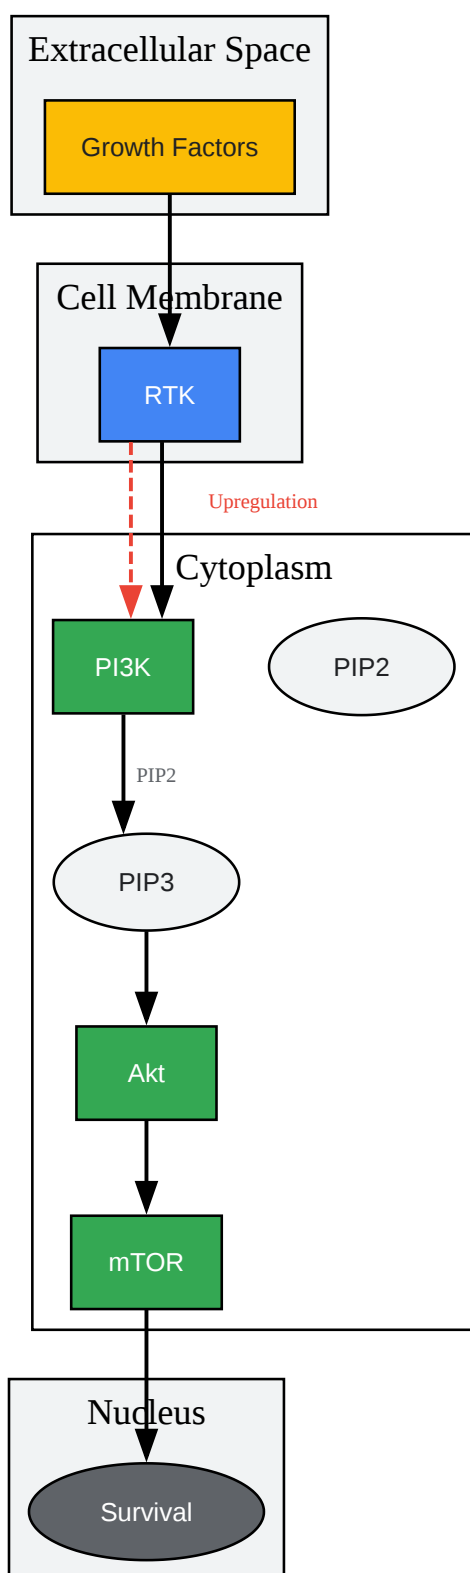 Extracellular Space
Growth Factors
Cell Membrane
RTK
Upregulation
Cytoplasm
PI3K
PIP2
PIP2
PIP3
Akt
mTOR
Nucleus
Survival